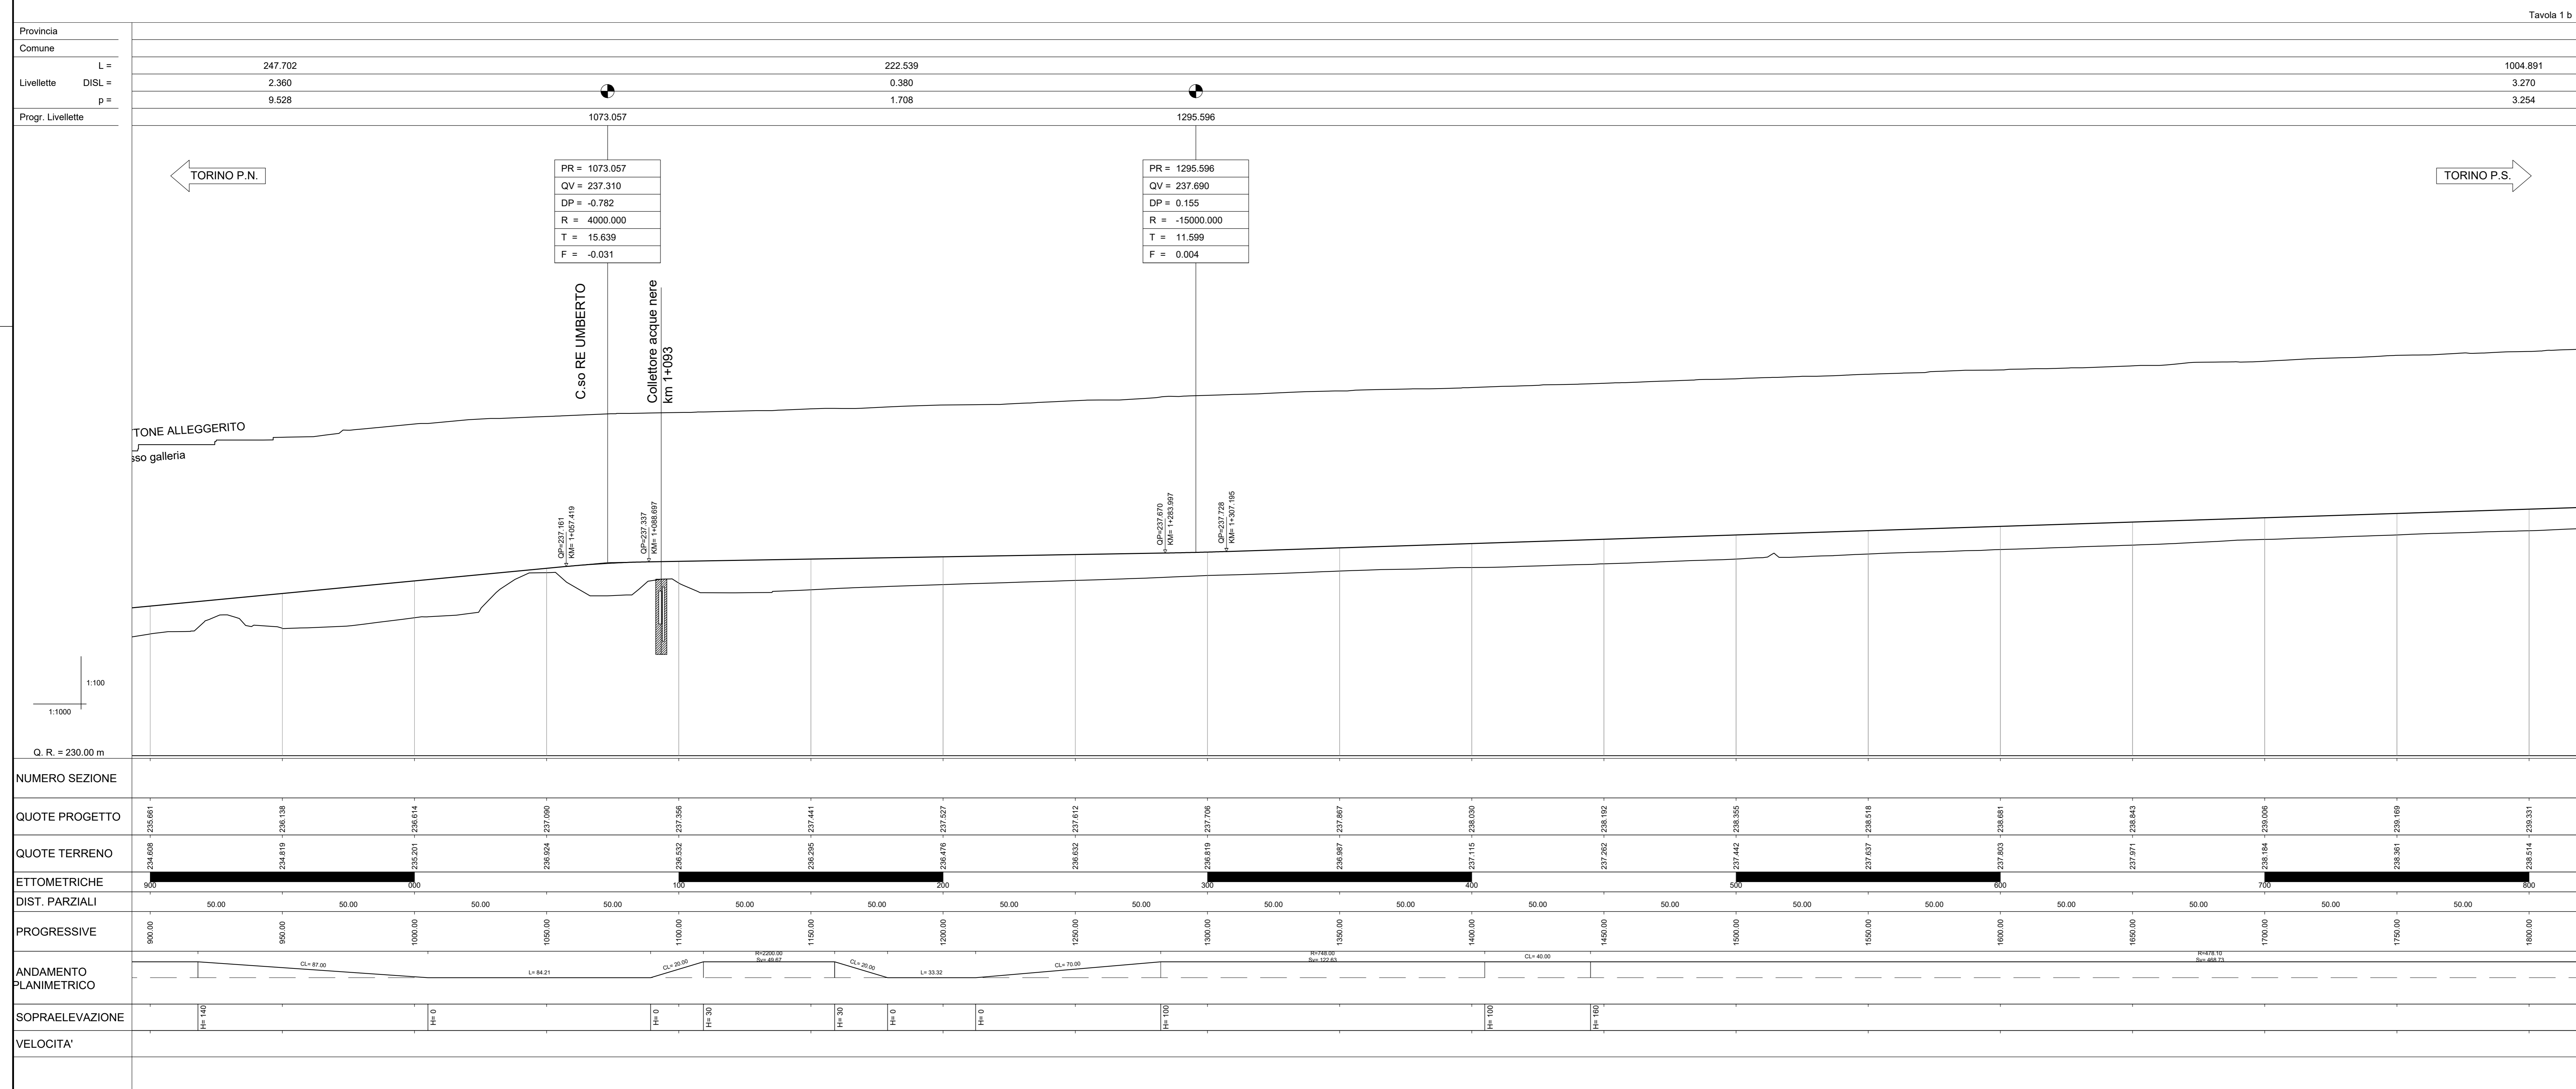 Tavola 1 b
Provincia
Comune
L = 247.702 222.539 1004.891
Livellette DISL = 2.360 0.380 3.270
p = 9.528 1.708 3.254
Progr. Livellette 1073.057 1295.596
TORINO P.N.
TORINO P.S.
PR = 1073.057
QV = 237.310
DP = -0.782
R = 4000.000
T = 15.639
F = -0.031
PR = 1295.596
QV = 237.690
DP = 0.155
R = -15000.000
T = 11.599
F = 0.004
C.so RE UMBERTO
Collettore acque nere
km 1+093
TONE ALLEGGERITO
sso galleria
QP=237.161
KM= 1+057.419
QP=237.337
KM= 1+088.697
QP=237.670
KM= 1+283.997
QP=237.728
KM= 1+307.195
1:100
1:1000
Q. R. = 230.00 m
NUMERO SEZIONE
QUOTE PROGETTO 235.661 236.138 236.614 237.090 237.356 237.441 237.527 237.612 237.706 237.867 238.030 238.192 238.355 238.518 238.681 238.843 239.006 239.169 239.331
QUOTE TERRENO 234.608 234.819 235.201 236.924 236.532 236.295 236.476 236.632 236.819 236.987 237.115 237.262 237.442 237.637 237.803 237.971 238.184 238.361 238.514
ETTOMETRICHE 900 000 100 200 300 400 500 600 700 800
DIST. PARZIALI 50.00 50.00 50.00 50.00 50.00 50.00 50.00 50.00 50.00 50.00 50.00 50.00 50.00 50.00 50.00 50.00 50.00 50.00
PROGRESSIVE 900.00 950.00 1000.00 1050.00 1100.00 1150.00 1200.00 1250.00 1300.00 1350.00 1400.00 1450.00 1500.00 1550.00 1600.00 1650.00 1700.00 1750.00 1800.00
ANDAMENTO
PLANIMETRICO
CL= 87.00
L= 84.21
CL= 20.00
R=2200.00
Sv= 49.67
CL= 20.00
L= 33.32
CL= 70.00
R=748.00
Sv= 122.63
CL= 40.00
R=478.10
Sv= 468.73
SOPRAELEVAZIONE H= 140 H= 0 H= 0 H= 30 H= 30 H= 0 H= 0 H= 100 H= 100 H= 160
VELOCITA'